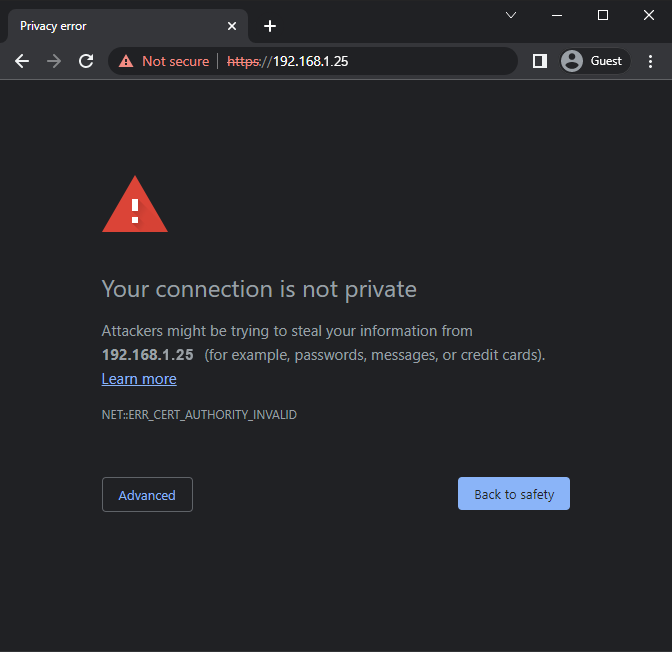 Privacy error
Not secure
https://192.168.1.25
Guest
Your connection is not private
Attackers might be trying to steal your information from
192.168.1.25 (for example, passwords, messages, or credit cards).
Learn more
NET::ERR_CERT_AUTHORITY_INVALID
Advanced
Back to safety